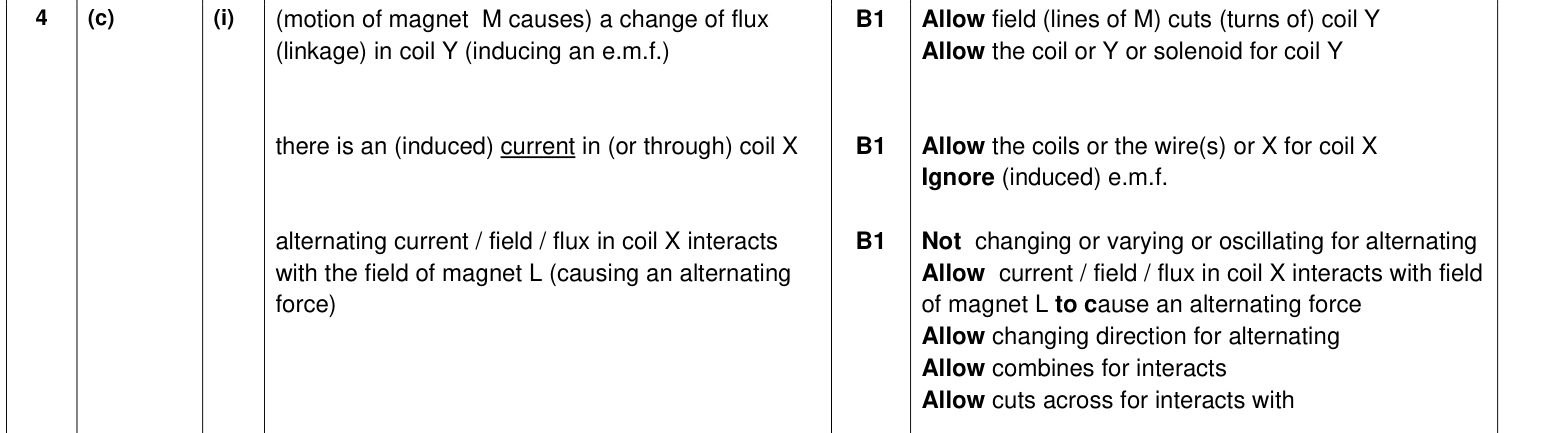 4 (c) (i) (motion of magnet M causes) a change of flux B1 Allow field (lines of M) cuts (turns of) coil Y
(linkage) in coil Y (inducing an e.m.f.) Allow the coil or Y or solenoid for coil Y
there is an (induced) current in (or through) coil X B1 Allow the coils or the wire(s) or X for coil X
Ignore (induced) e.m.f.
alternating current / field / flux in coil X interacts B1 Not changing or varying or oscillating for alternating
with the field of magnet L (causing an alternating Allow current / field / flux in coil X interacts with field
force) of magnet L to cause an alternating force
Allow changing direction for alternating
Allow combines for interacts
Allow cuts across for interacts with